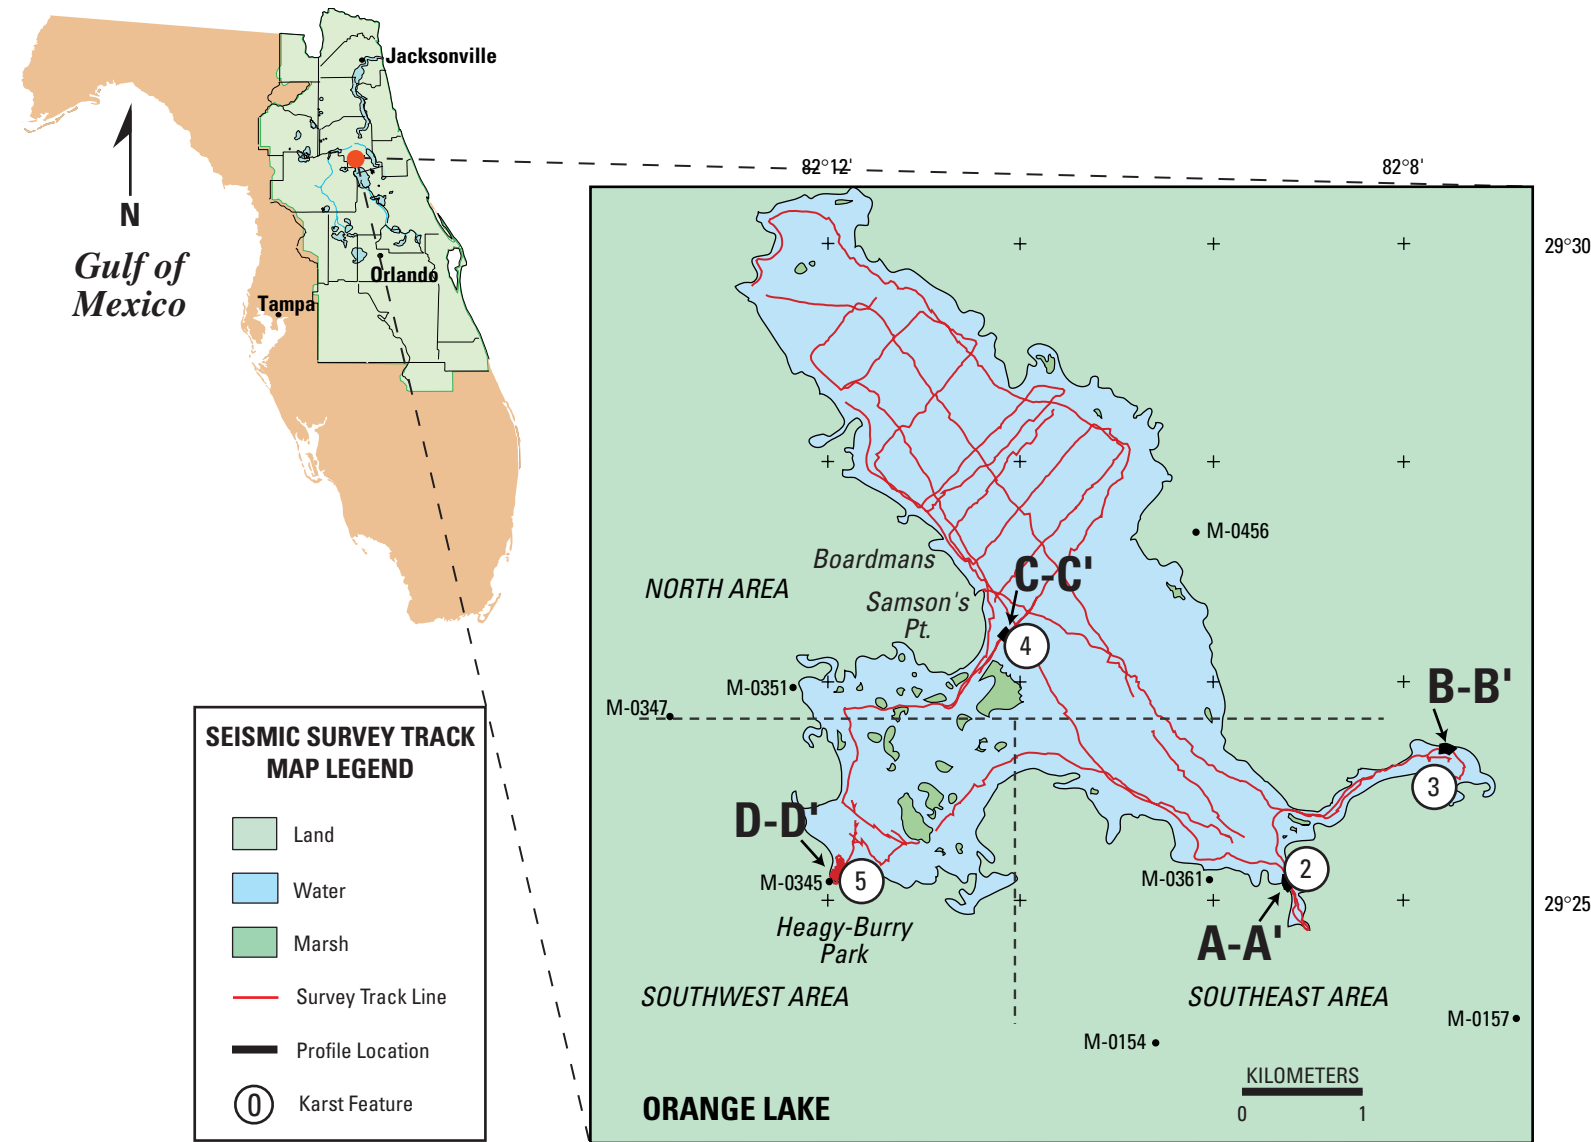 Jacksonville
N
Gulf of
Mexico
Orlando
Tampa
82°12'
82°8'
29°30
29°25
M-0456
Boardmans
C-C'
NORTH AREA
Samson's
Pt.
4
M-0351
M-0347
B-B'
3
D-D'
M-0345
5
2
M-0361
A-A'
Heagy-Burry
Park
SOUTHWEST AREA
SOUTHEAST AREA
M-0157
M-0154
KILOMETERS
0 1
ORANGE LAKE
SEISMIC SURVEY TRACK
MAP LEGEND
Land
Water
Marsh
Survey Track Line
Profile Location
0 Karst Feature